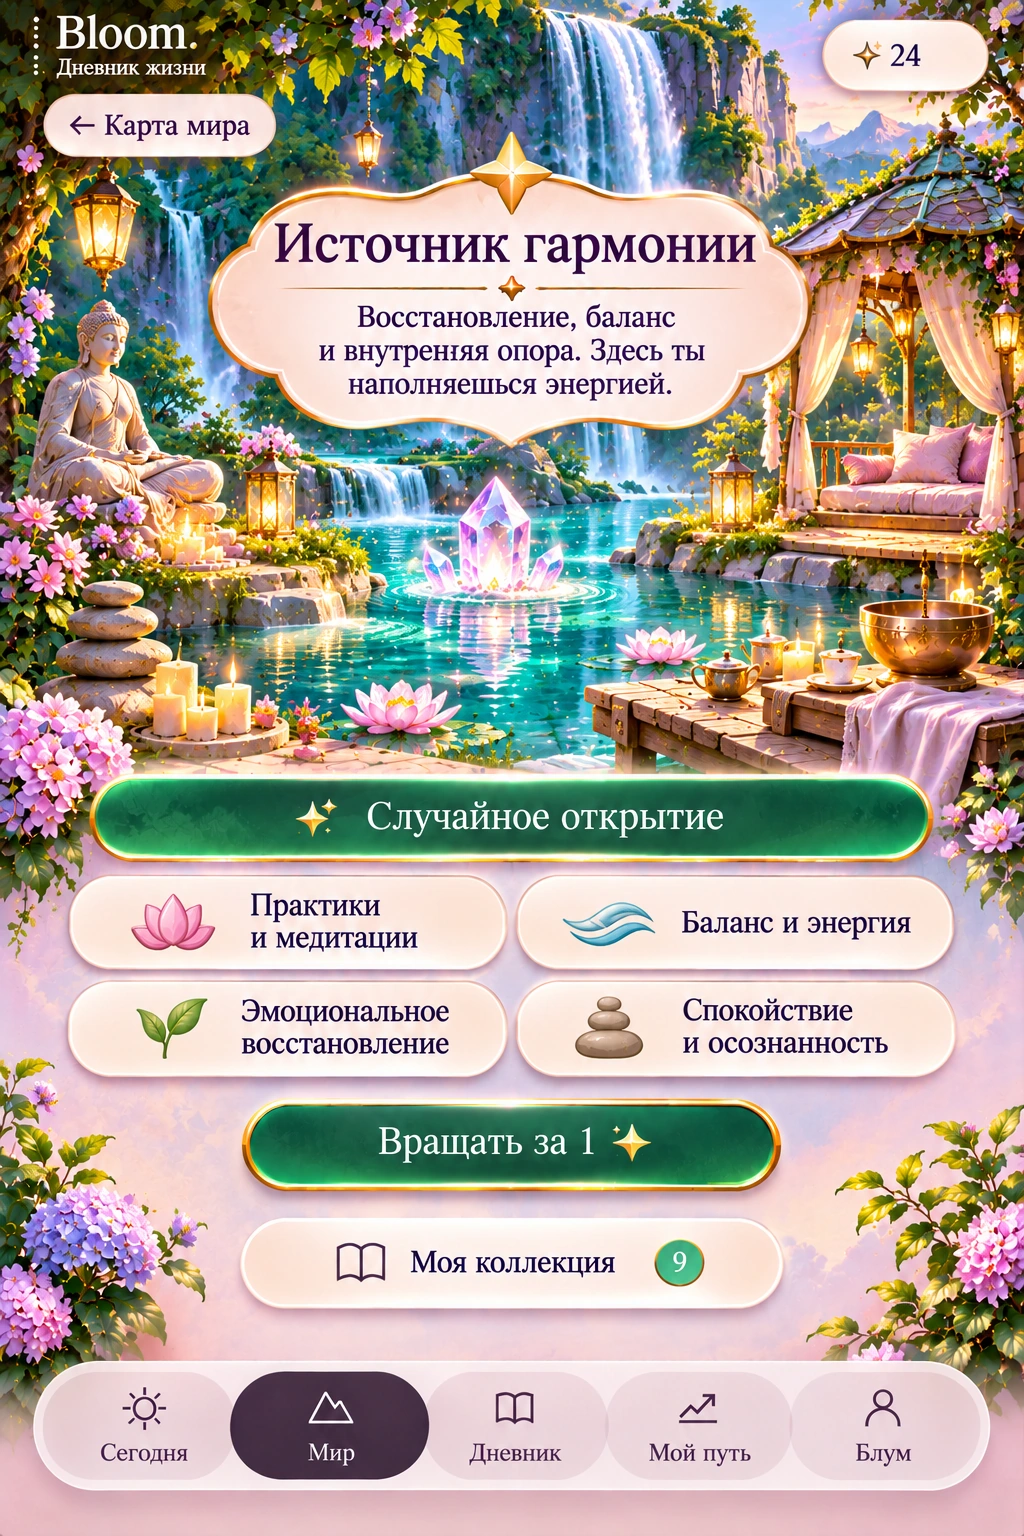 Bloom.
Дневник жизни
24
← Карта мира
Источник гармонии
Восстановление, баланс
и внутренняя опора. Здесь ты
наполняешься энергией.
Случайное открытие
Практики
и медитации
Баланс и энергия
Эмоциональное
восстановление
Спокойствие
и осознанность
Вращать за 1
Моя коллекция 9
Сегодня
Мир
Дневник
Мой путь
Блум